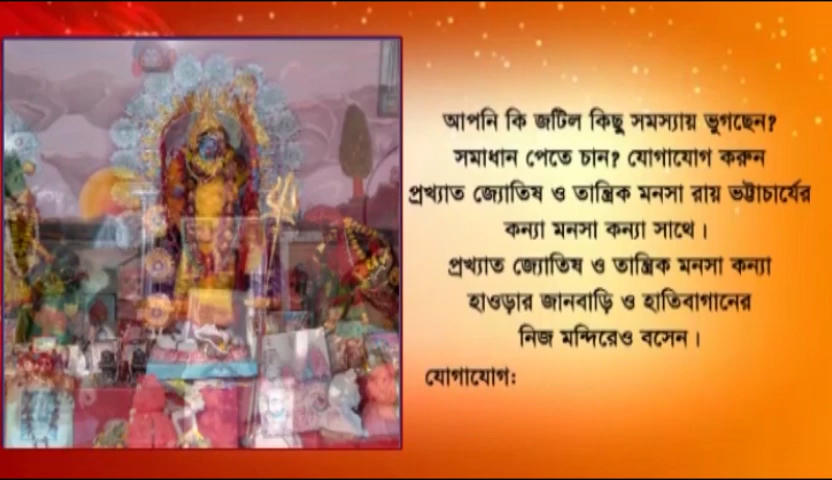 আপনি কি জটিল কিছু সমস্যায় ভুগছেন?
সমাধান পেতে চান? যোগাযোগ করুন
প্রখ্যাত জ্যোতিষ ও তান্ত্রিক মনসা রায় ভট্টাচার্যের
কন্যা মনসা কন্যা সাথে।
প্রখ্যাত জ্যোতিষ ও তান্ত্রিক মনসা কন্যা
হাওড়ার জানবাড়ি ও হাতিবাগানের
নিজ মন্দিরেও বসেন।
যোগাযোগ: